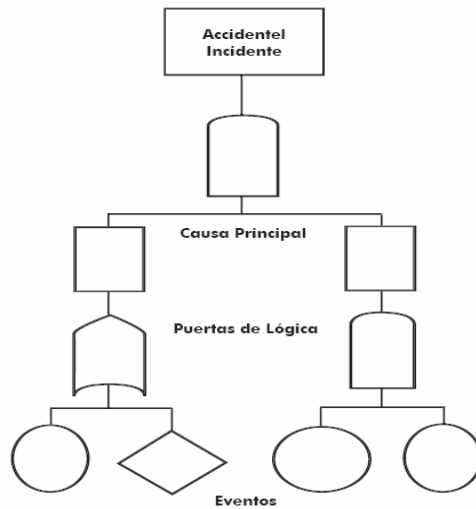 Accidentel
Incidente
Causa Principal
Puertas de Lógica
Eventos